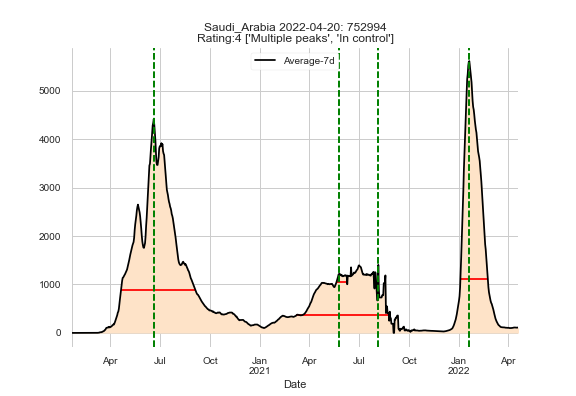 Saudi_Arabia 2022-04-20: 752994
Rating:4 ['Multiple peaks', 'In control']
Average-7d
5000
4000
3000
2000
1000
0
Apr Jul Oct Jan Apr Jul Oct Jan Apr
2021 2022
Date